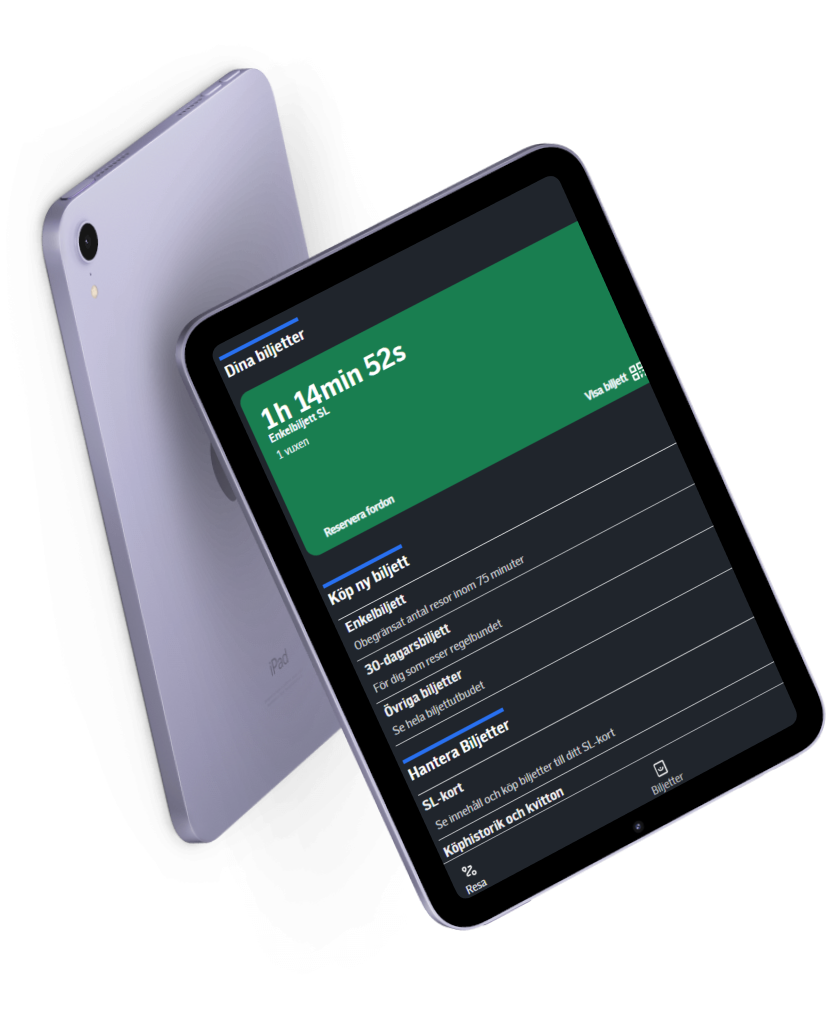 Dina biljetter
1h 14min 52s
Enkelbiljett SL
1 vuxen
Visa biljett
Reservera fordon
Köp ny biljett
Enkelbiljett
Obegränsat antal resor inom 75 minuter
30-dagarsbiljett
För dig som reser regelbundet
Övriga biljetter
Se hela biljettutbudet
Hantera Biljetter
SL-kort
Se innehåll och köp biljetter till ditt SL-kort
Köphistorik och kvitton
Resa
Biljetter
iPad